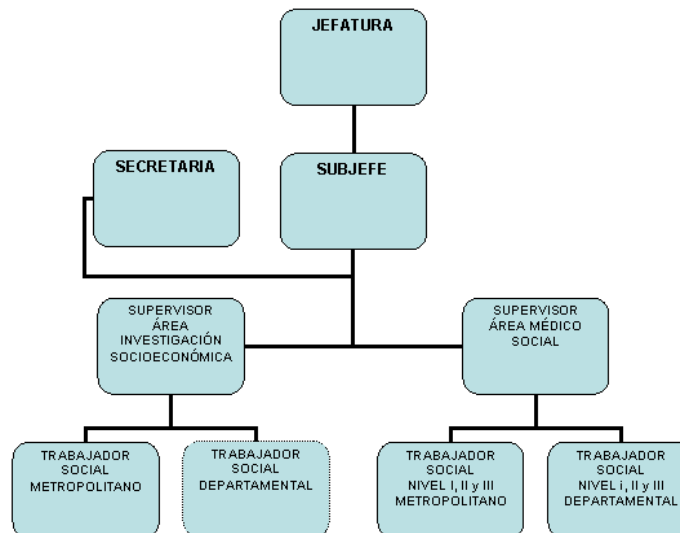 JEFATURA
SECRETARIA
SUBJEFE
SUPERVISOR
ÁREA
INVESTIGACIÓN
SOCIOECONÓMICA
SUPERVISOR
ÁREA MÉDICO
SOCIAL
TRABAJADOR
SOCIAL
METROPOLITANO
TRABAJADOR
SOCIAL
DEPARTAMENTAL
TRABAJADOR
SOCIAL
NIVEL I, II y III
METROPOLITANO
TRABAJADOR
SOCIAL
NIVEL i, II y III
DEPARTAMENTAL